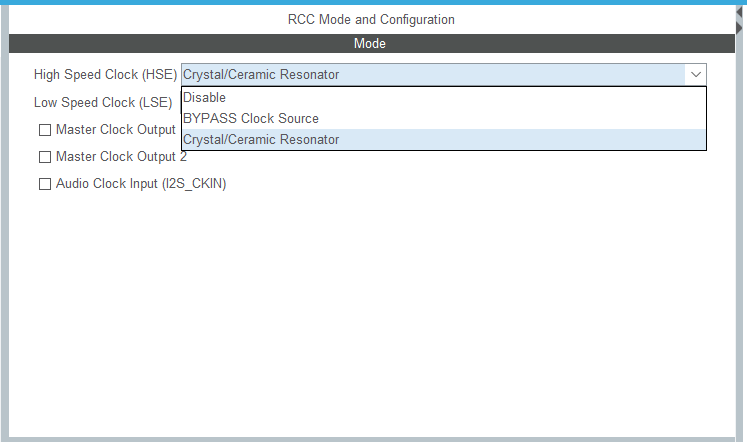 RCC Mode and Configuration
Mode
High Speed Clock (HSE) Crystal/Ceramic Resonator
Disable
Low Speed Clock (LSE)
BYPASS Clock Source
Master Clock Output
Crystal/Ceramic Resonator
Master Clock Output 2
Audio Clock Input (I2S_CKIN)